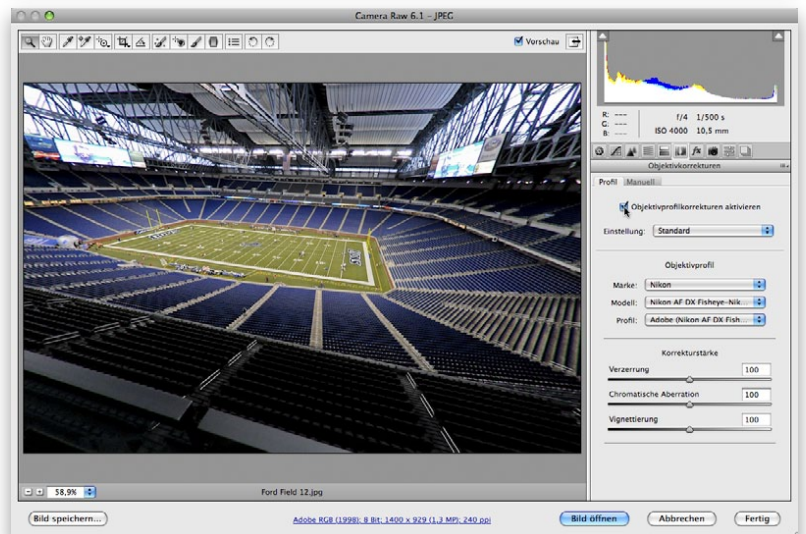 Camera Raw 6.1 – JPEG
Vorschau
R: ---
G: ---
B: ---
f/4 1/500 s
ISO 4000 10,5 mm
Objektivkorrekturen
Profil Manuell
Objektivprofilkorrekturen aktivieren
Einstellung: Standard
Objektivprofil
Marke: Nikon
Modell: Nikon AF DX Fisheye-Nik...
Profil: Adobe (Nikon AF DX Fish...
Korrekturstärke
Verzerrung 100
Chromatische Aberration 100
Vignettierung 100
58,9% Ford Field 12.jpg
Bild speichern... Adobe RGB (1998); 8 Bit; 1400 x 929 (1,3 MP); 240 ppi Bild öffnen Abbrechen Fertig